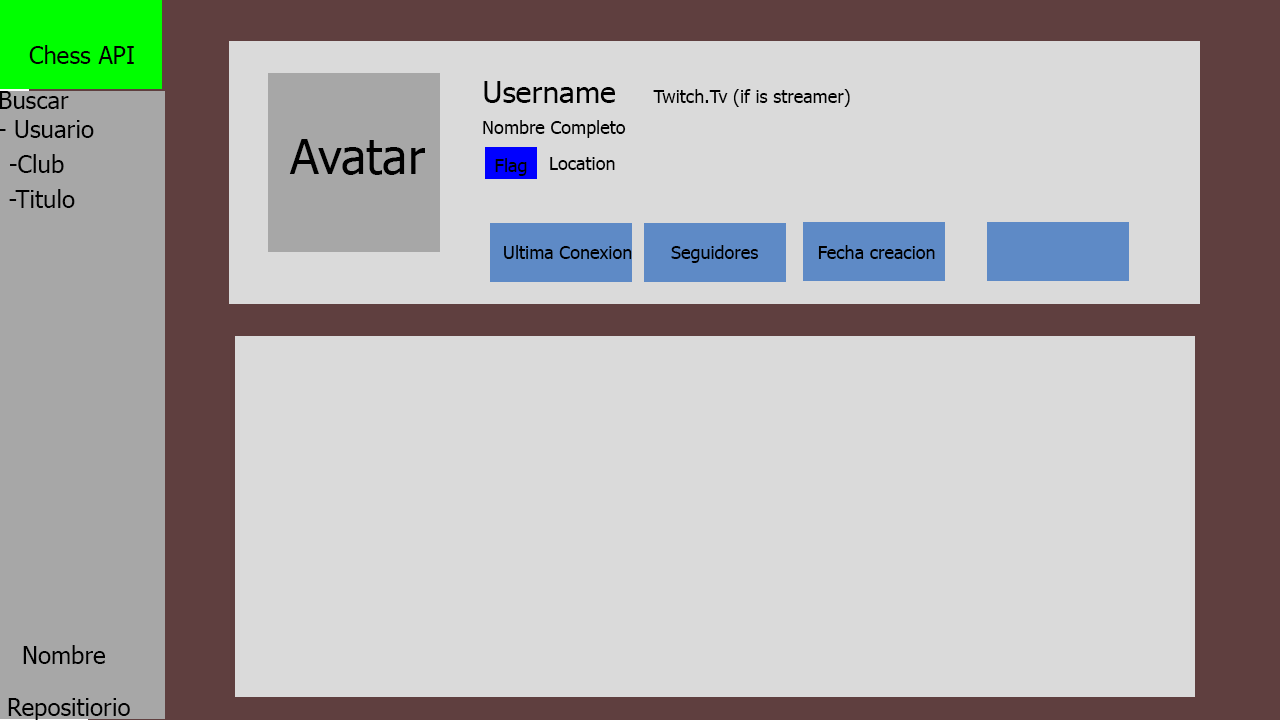 Chess API
Buscar
- Usuario
-Club
-Titulo
Nombre
Repositiorio
Avatar
Username
Twitch.Tv (if is streamer)
Nombre Completo
Flag
Location
Ultima Conexion
Seguidores
Fecha creacion